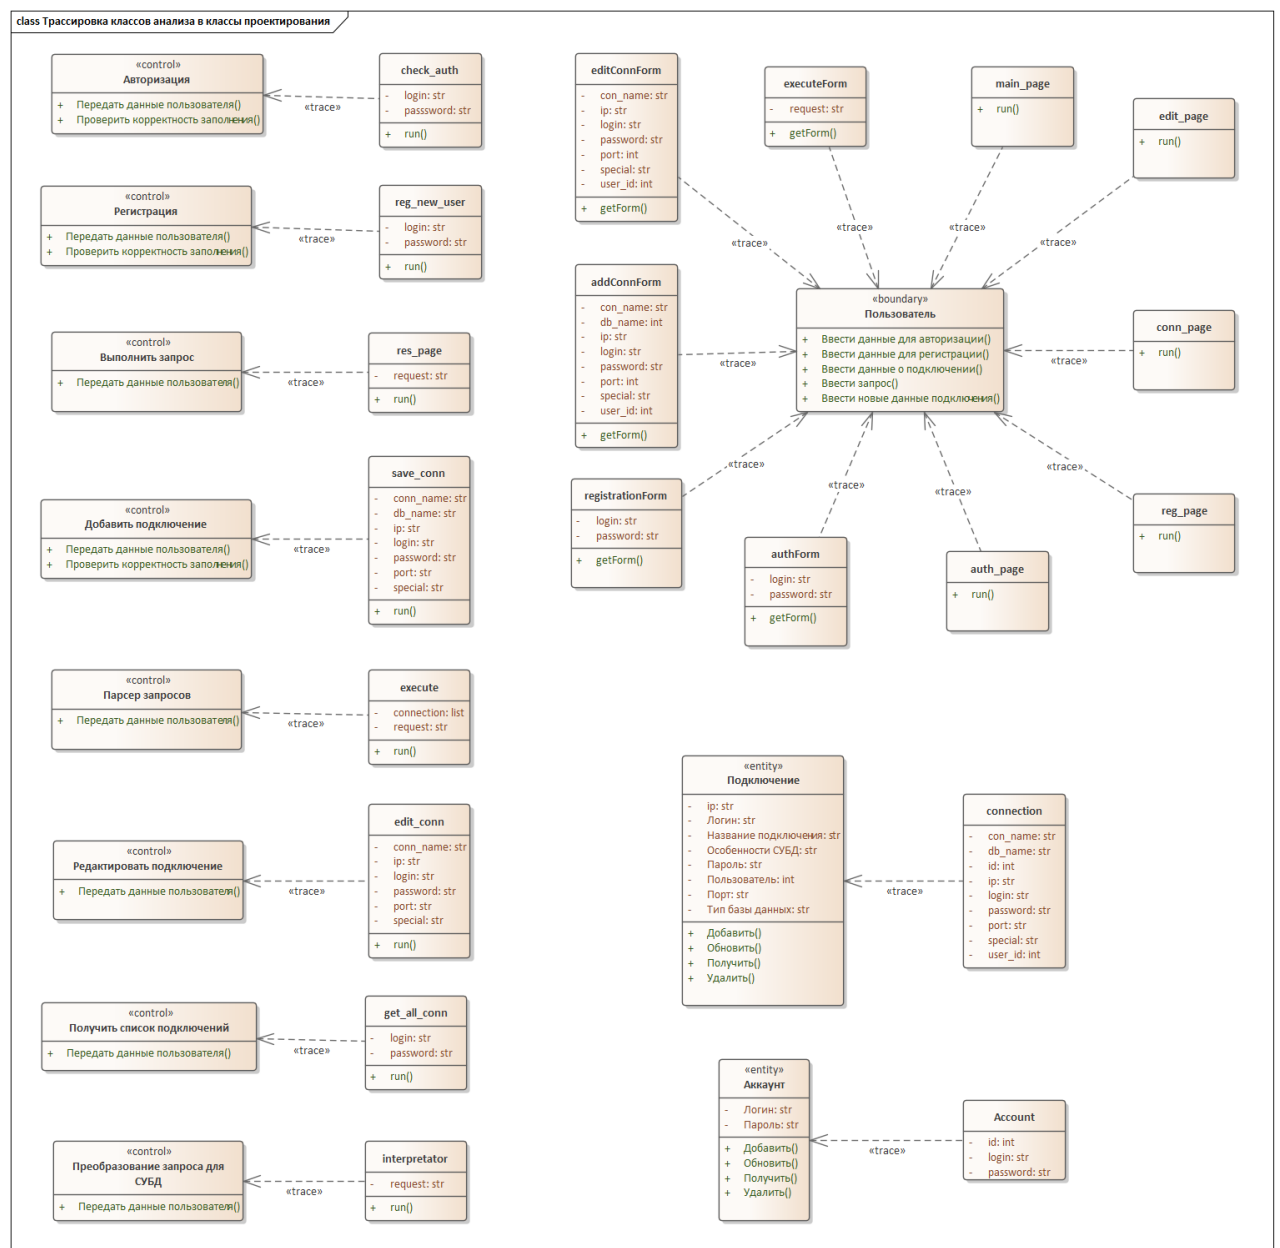 class Трассировка классов анализа в классы проектирования
«control»
Авторизация
+ Передать данные пользователя()
+ Проверить корректность заполнения()
«trace»
check_auth
- login: str
- passsword: str
+ run()
«control»
Регистрация
+ Передать данные пользователя()
+ Проверить корректность заполнения()
«trace»
reg_new_user
- login: str
- password: str
+ run()
«control»
Выполнить запрос
+ Передать данные пользователя()
«trace»
res_page
- request: str
+ run()
«control»
Добавить подключение
+ Передать данные пользователя()
+ Проверить корректность заполнения()
«trace»
save_conn
- conn_name: str
- db_name: str
- ip: str
- login: str
- password: str
- port: str
- special: str
+ run()
«control»
Парсер запросов
+ Передать данные пользователя()
«trace»
execute
- connection: list
- request: str
+ run()
«control»
Редактировать подключение
+ Передать данные пользователя()
«trace»
edit_conn
- conn_name: str
- ip: str
- login: str
- password: str
- port: str
- special: str
+ run()
«control»
Получить список подключений
+ Передать данные пользователя()
«trace»
get_all_conn
- login: str
- password: str
+ run()
«control»
Преобразование запроса для
СУБД
+ Передать данные пользователя()
«trace»
interpretator
- request: str
+ run()
editConnForm
- con_name: str
- ip: str
- login: str
- password: str
- port: int
- special: str
- user_id: int
+ getForm()
«trace»
executeForm
- request: str
+ getForm()
«trace»
main_page
+ run()
«trace»
edit_page
+ run()
«trace»
addConnForm
- con_name: str
- db_name: int
- ip: str
- login: str
- password: str
- port: int
- special: str
- user_id: int
+ getForm()
«trace»
«boundary»
Пользователь
+ Ввести данные для авторизации()
+ Ввести данные для регистрации()
+ Ввести данные о подключении()
+ Ввести запрос()
+ Ввести новые данные подключения()
«trace»
conn_page
+ run()
registrationForm
- login: str
- password: str
+ getForm()
«trace»
authForm
- login: str
- password: str
+ getForm()
«trace»
auth_page
+ run()
«trace»
reg_page
+ run()
«trace»
«entity»
Подключение
- ip: str
- Логин: str
- Название подключения: str
- Особенности СУБД: str
- Пароль: str
- Пользователь: int
- Порт: str
- Тип базы данных: str
+ Добавить()
+ Обновить()
+ Получить()
+ Удалить()
«trace»
connection
- con_name: str
- db_name: str
- id: int
- ip: str
- login: str
- password: str
- port: str
- special: str
- user_id: int
«entity»
Аккаунт
- Логин: str
- Пароль: str
+ Добавить()
+ Обновить()
+ Получить()
+ Удалить()
«trace»
Account
- id: int
- login: str
- password: str